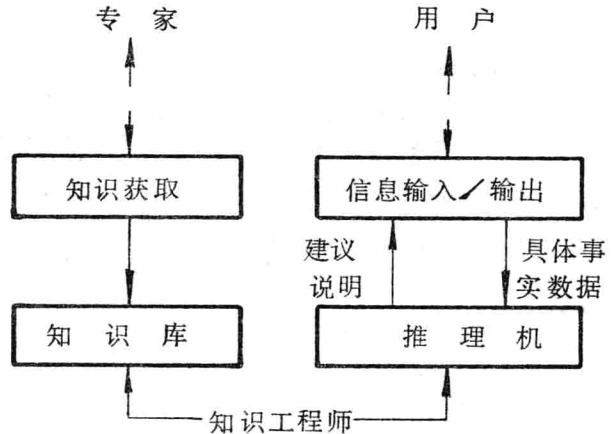 专家
用户
知识获取
信息输入／输出
建议
说明
具体事
实数据
知识库
推理机
知识工程师